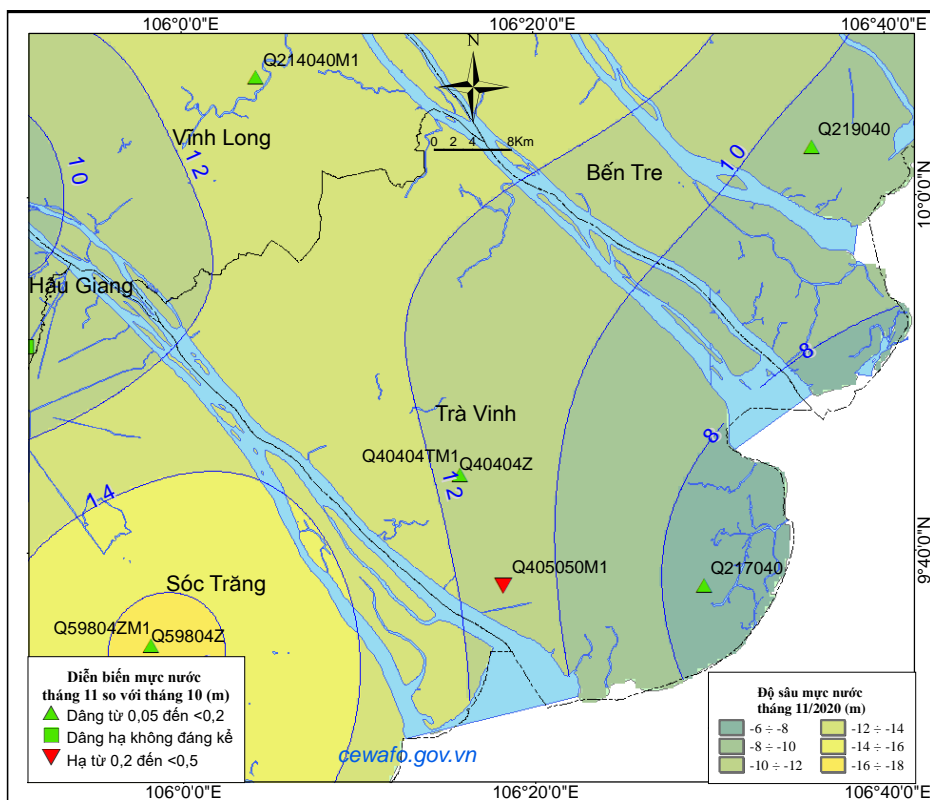 106°0'0"E
106°20'0"E
106°40'0"E
Q214040M1
N
Vĩnh Long
0 2 4 8Km
Q219040
10
12
10
Bến Tre
10°0'0"N
Hậu Giang
8
Trà Vinh
8
Q40404TM1
Q40404Z
12
14
9°40'0"N
Sóc Trăng
Q405050M1
Q217040
Q59804ZM1
Q59804Z
Diễn biến mực nước
tháng 11 so với tháng 10 (m)
Dâng từ 0,05 đến <0,2
Dâng hạ không đáng kể
Hạ từ 0,2 đến <0,5
cewafo.gov.vn
Độ sâu mực nước
tháng 11/2020 (m)
-6 ÷ -8
-12 ÷ -14
-8 ÷ -10
-14 ÷ -16
-10 ÷ -12
-16 ÷ -18
106°0'0"E
106°20'0"E
106°40'0"E